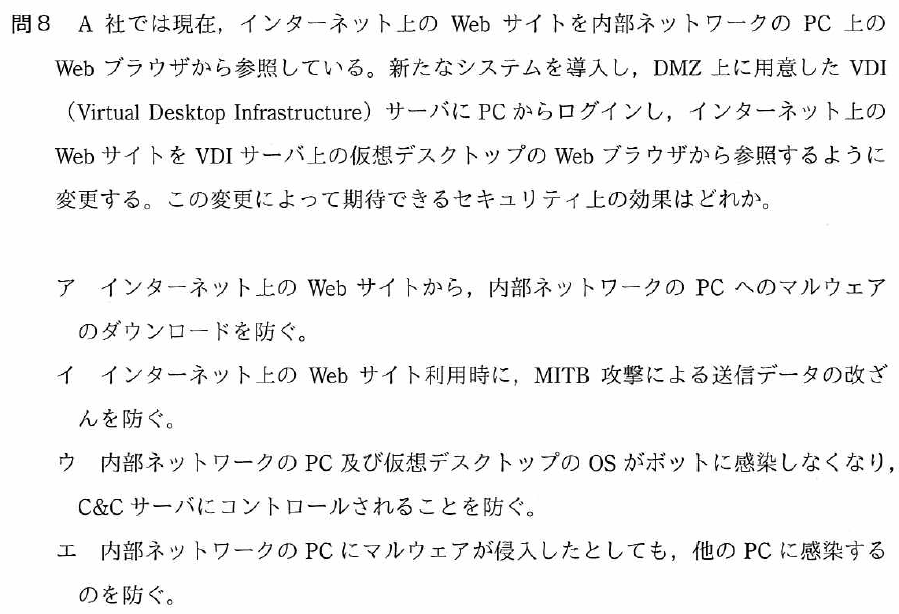 問8 A 社では現在，インターネット上の Web サイトを内部ネットワークの PC 上の
Web ブラウザから参照している。新たなシステムを導入し，DMZ 上に用意した VDI
（Virtual Desktop Infrastructure）サーバに PC からログインし，インターネット上の
Web サイトを VDI サーバ上の仮想デスクトップの Web ブラウザから参照するように
変更する。この変更によって期待できるセキュリティ上の効果はどれか。
ア インターネット上の Web サイトから，内部ネットワークの PC へのマルウェア
のダウンロードを防ぐ。
イ インターネット上の Web サイト利用時に，MITB 攻撃による送信データの改ざ
んを防ぐ。
ウ 内部ネットワークの PC 及び仮想デスクトップの OS がボットに感染しなくなり，
C&C サーバにコントロールされることを防ぐ。
エ 内部ネットワークの PC にマルウェアが侵入したとしても，他の PC に感染する
のを防ぐ。